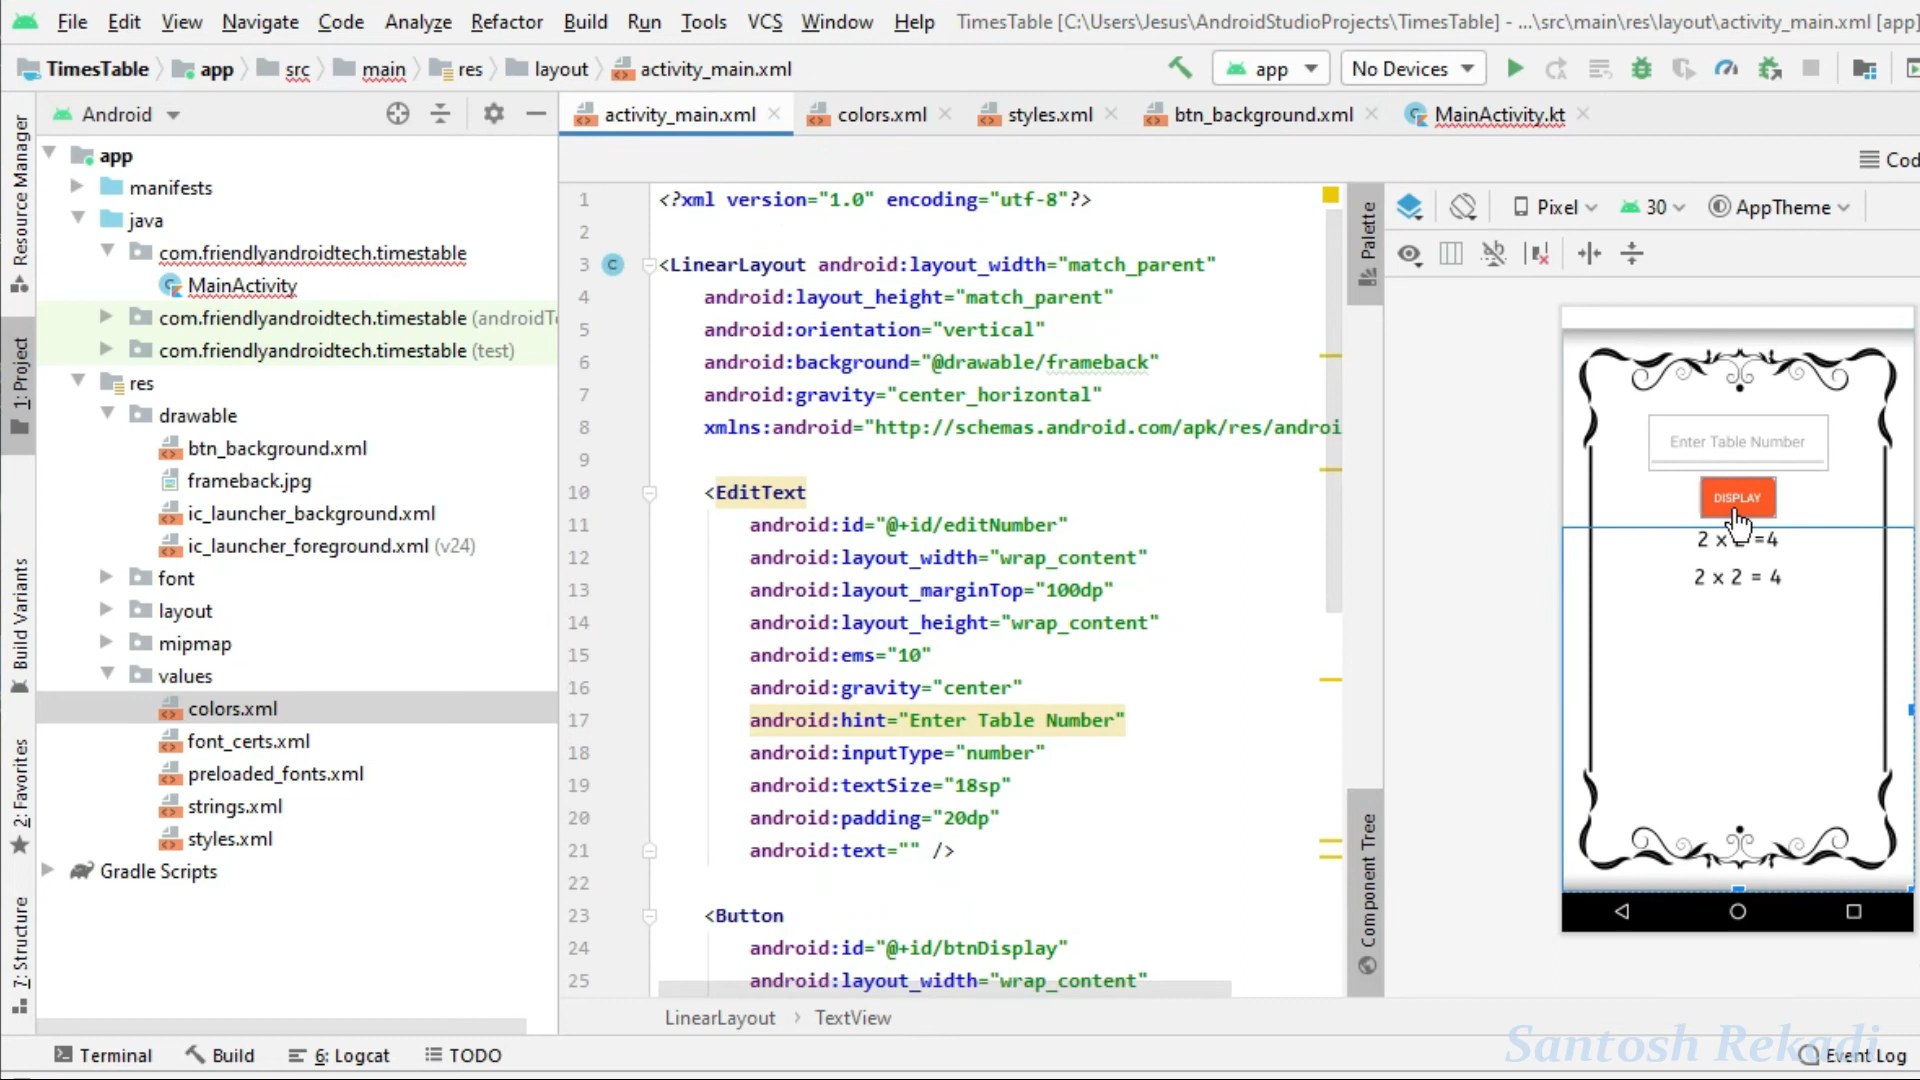 File Edit View Navigate Code Analyze Refactor Build Run Tools VCS Window Help TimesTable [C:\Users\Jesus\AndroidStudioProjects\TimesTable] - ...\src\main\res\layout\activity_main.xml [app]
TimesTable app src main res layout activity_main.xml app No Devices
Android activity_main.xml colors.xml styles.xml btn_background.xml MainActivity.kt
Cod
Resource Manager
1: Project
Build Variants
2: Favorites
7: Structure
app
manifests
java
com.friendlyandroidtech.timestable
MainActivity
com.friendlyandroidtech.timestable (androidT
com.friendlyandroidtech.timestable (test)
res
drawable
btn_background.xml
frameback.jpg
ic_launcher_background.xml
ic_launcher_foreground.xml (v24)
font
layout
mipmap
values
colors.xml
font_certs.xml
preloaded_fonts.xml
strings.xml
styles.xml
Gradle Scripts
1 <?xml version="1.0" encoding="utf-8"?>
2
3 <LinearLayout android:layout_width="match_parent"
4 android:layout_height="match_parent"
5 android:orientation="vertical"
6 android:background="@drawable/frameback"
7 android:gravity="center_horizontal"
8 xmlns:android="http://schemas.android.com/apk/res/androi
9
10 <EditText
11 android:id="@+id/editNumber"
12 android:layout_width="wrap_content"
13 android:layout_marginTop="100dp"
14 android:layout_height="wrap_content"
15 android:ems="10"
16 android:gravity="center"
17 android:hint="Enter Table Number"
18 android:inputType="number"
19 android:textSize="18sp"
20 android:padding="20dp"
21 android:text="" />
22
23 <Button
24 android:id="@+id/btnDisplay"
25 android:layout_width="wrap_content"
LinearLayout TextView
Palette
Component Tree
Pixel 30 AppTheme
Enter Table Number
DISPLAY
2 x 2 =4
2 x 2 = 4
Terminal Build 6: Logcat TODO Event Log
Santosh Rekadi